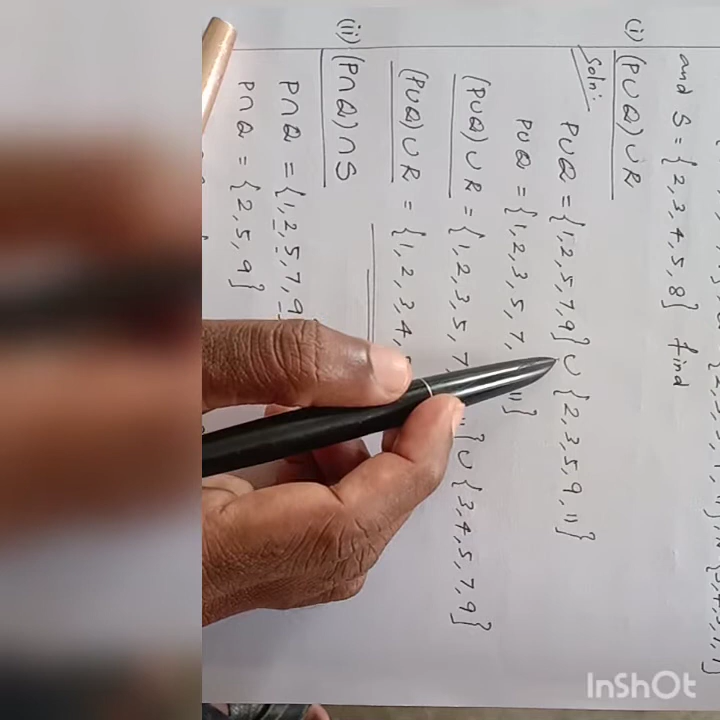 and S = {2,3,4,5,8} find
(i) (P∪Q)∪R
Soln:
P∪Q = {1,2,5,7,9} ∪ {2,3,5,9,11}
P∪Q = {1,2,3,5,7, 11}
(P∪Q)∪R = {1,2,3,5,7, 11} ∪ {3,4,5,7,9}
(P∪Q)∪R = {1,2,3,4,
(ii) (P∩Q)∩S
P∩Q = {1,2,5,7,9
P∩Q = {2,5,9}
InShOt